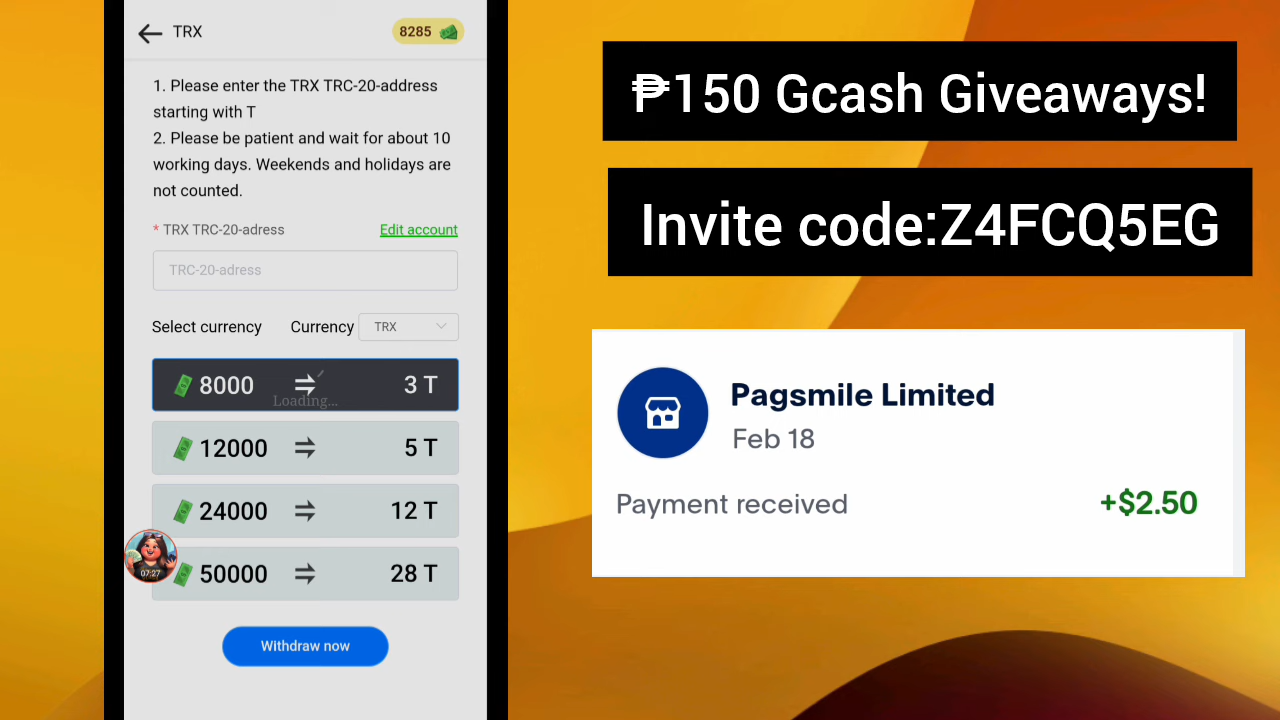 TRX
8285
1. Please enter the TRX TRC-20-address
starting with T
2. Please be patient and wait for about 10
working days. Weekends and holidays are
not counted.
* TRX TRC-20-adress
Edit account
TRC-20-adress
Select currency
Currency
TRX
8000
3 T
Loading...
12000
5 T
24000
12 T
07:27
50000
28 T
Withdraw now
₱150 Gcash Giveaways!
Invite code:Z4FCQ5EG
Pagsmile Limited
Feb 18
Payment received
+$2.50